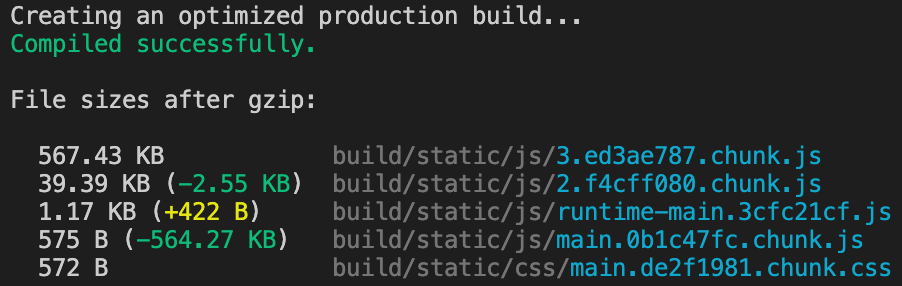 Creating an optimized production build...
Compiled successfully.
File sizes after gzip:
567.43 KB build/static/js/3.ed3ae787.chunk.js
39.39 KB (-2.55 KB) build/static/js/2.f4cff080.chunk.js
1.17 KB (+422 B) build/static/js/runtime-main.3cfc21cf.js
575 B (-564.27 KB) build/static/js/main.0b1c47fc.chunk.js
572 B build/static/css/main.de2f1981.chunk.css